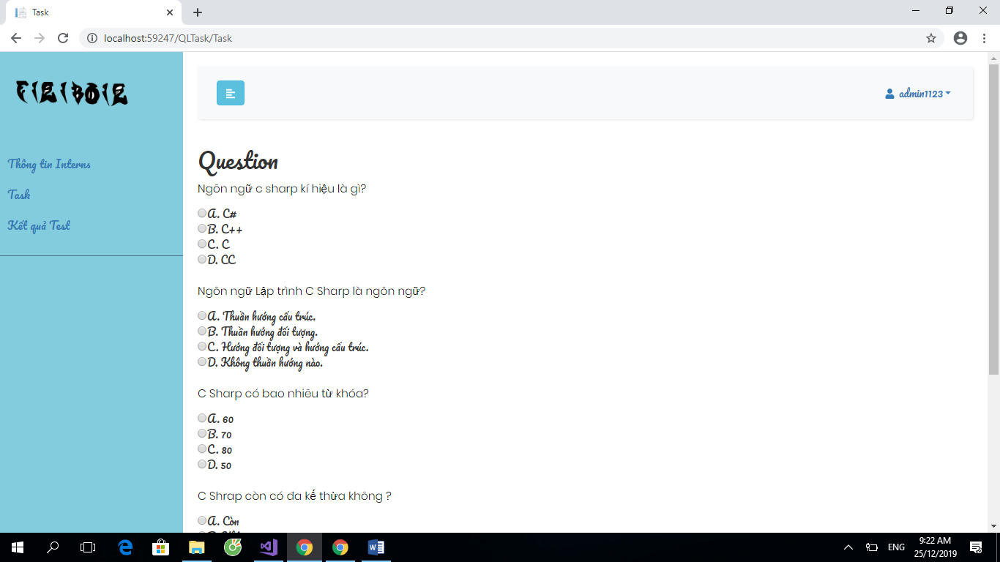 Task
localhost:59247/QLTask/Task
admin1123
Thông tin Interns
Task
Kết quả Test
Question
Ngôn ngữ c sharp kí hiệu là gì?
A. C#
B. C++
C. C
D. CC
Ngôn ngữ Lập trình C Sharp là ngôn ngữ?
A. Thuần hướng cấu trúc.
B. Thuần hướng đối tượng.
C. Hướng đối tượng và hướng cấu trúc.
D. Không thuần hướng nào.
C Sharp có bao nhiêu từ khóa?
A. 60
B. 70
C. 80
D. 50
C Shrap còn có đa kế thừa không ?
A. Còn
ENG
9:22 AM
25/12/2019